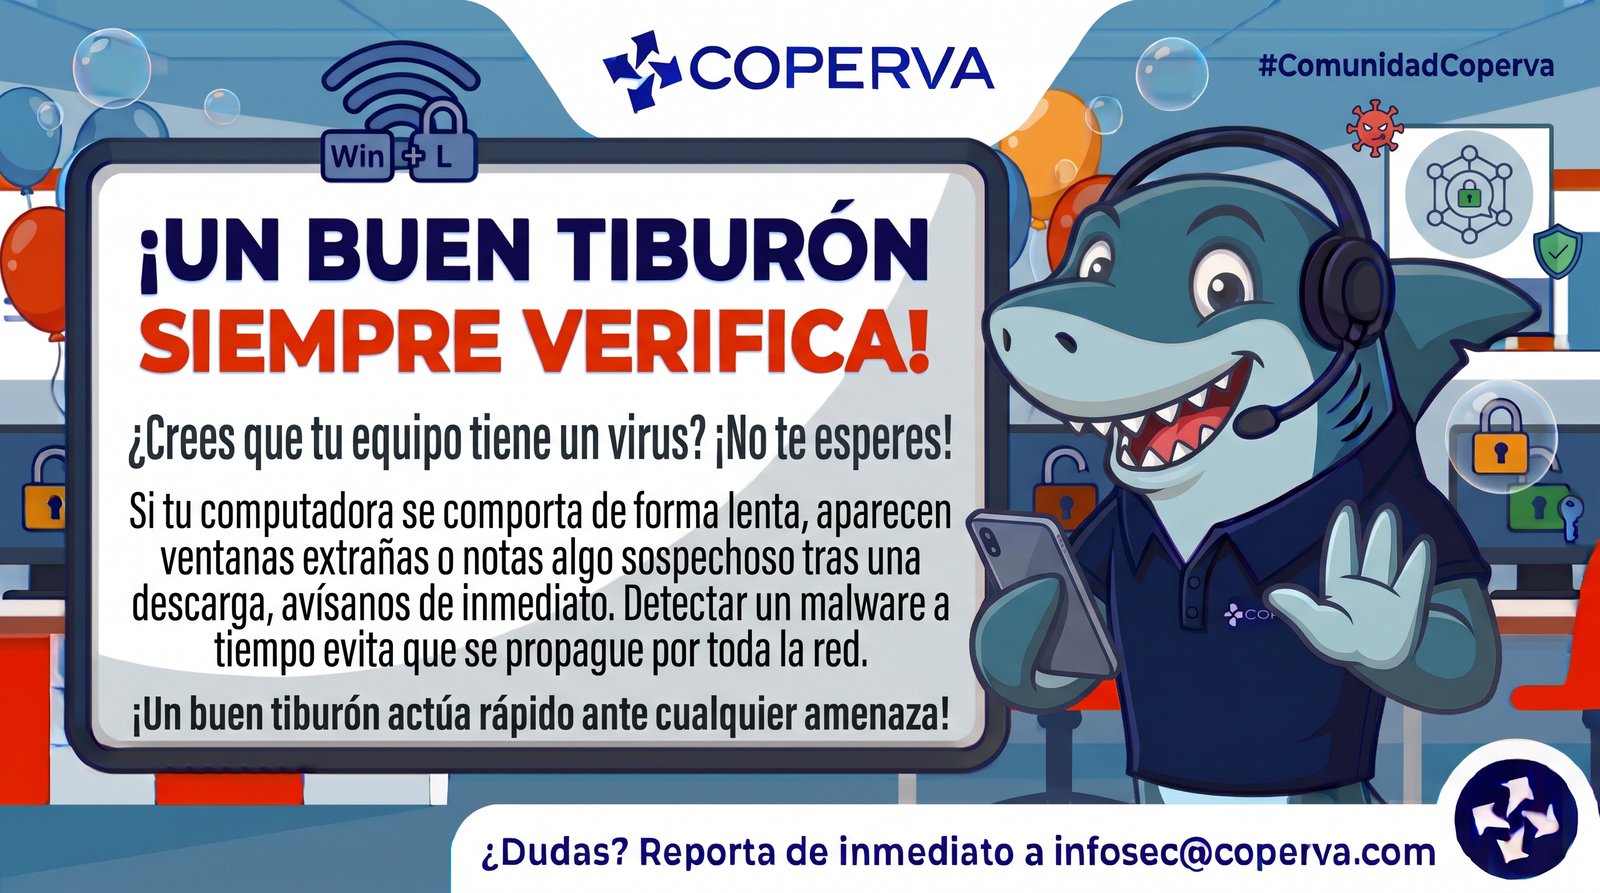 COPERVA
#ComunidadCoperva
Win + L
¡UN BUEN TIBURÓN
SIEMPRE VERIFICA!
¿Crees que tu equipo tiene un virus? ¡No te esperes!
Si tu computadora se comporta de forma lenta, aparecen
ventanas extrañas o notas algo sospechoso tras una
descarga, avísanos de inmediato. Detectar un malware a
tiempo evita que se propague por toda la red.
¡Un buen tiburón actúa rápido ante cualquier amenaza!
¿Dudas? Reporta de inmediato a infosec@coperva.com